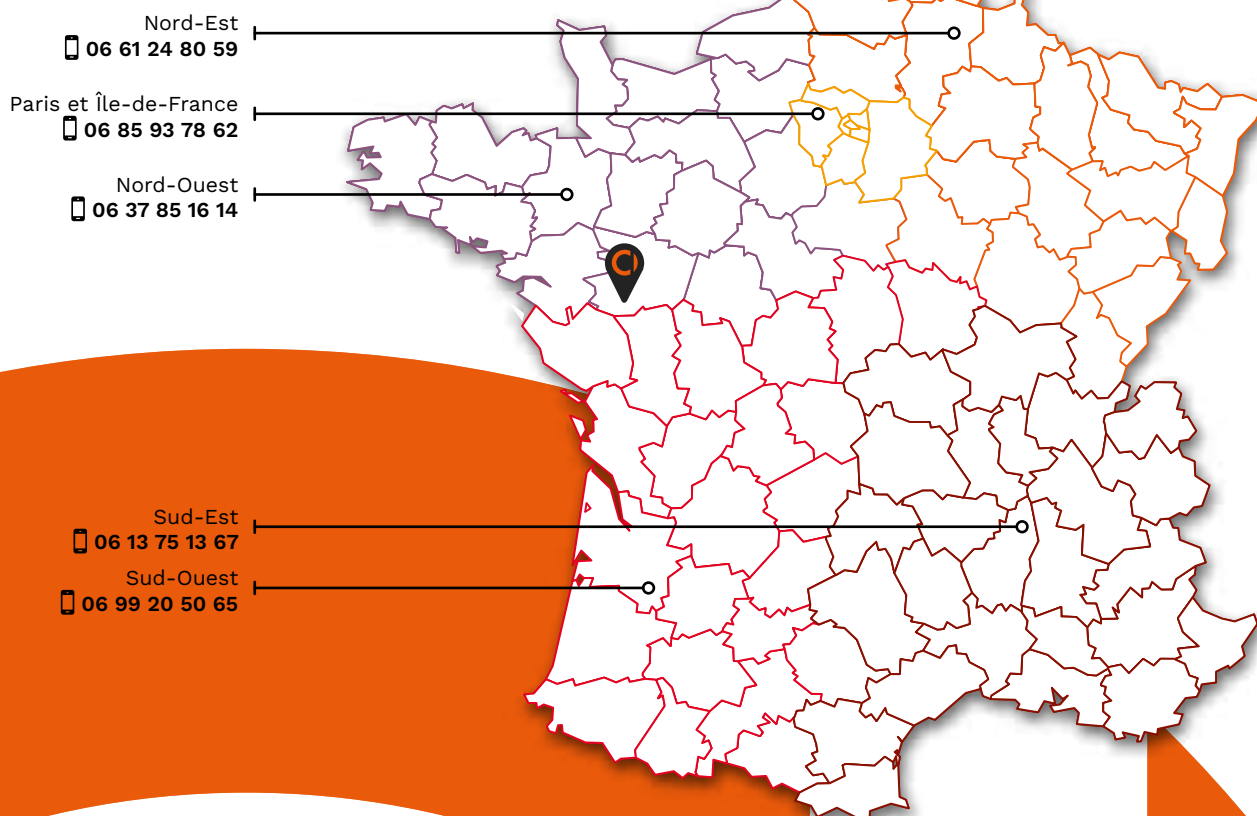 Nord-Est
06 61 24 80 59
Paris et Île-de-France
06 85 93 78 62
Nord-Ouest
06 37 85 16 14
Sud-Est
06 13 75 13 67
Sud-Ouest
06 99 20 50 65